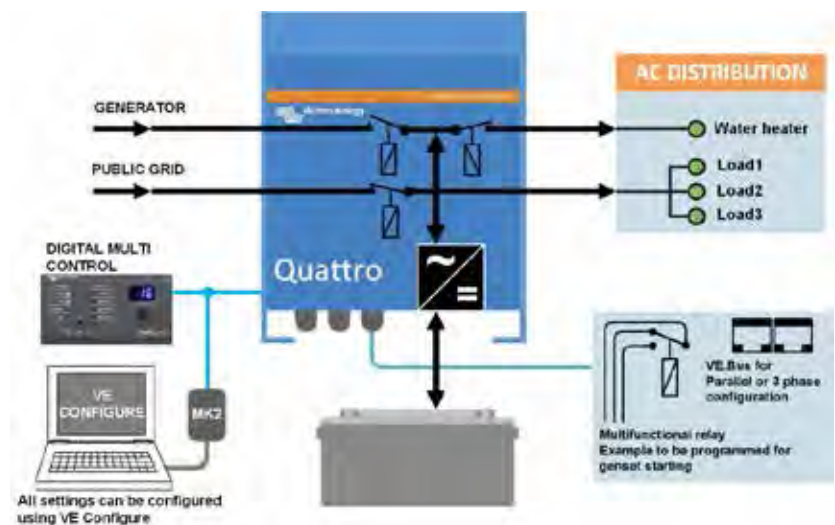 GENERATOR
PUBLIC GRID
AC DISTRIBUTION
Water heater
Load1
Load2
Load3
DIGITAL MULTI
CONTROL
Quattro
VE
CONFIGURE
MK2
All settings can be configured
using VE Configure
VE.Bus for
Parallel or 3 phase
configuration
Multifunctional relay
Example to be programmed for
genset starting